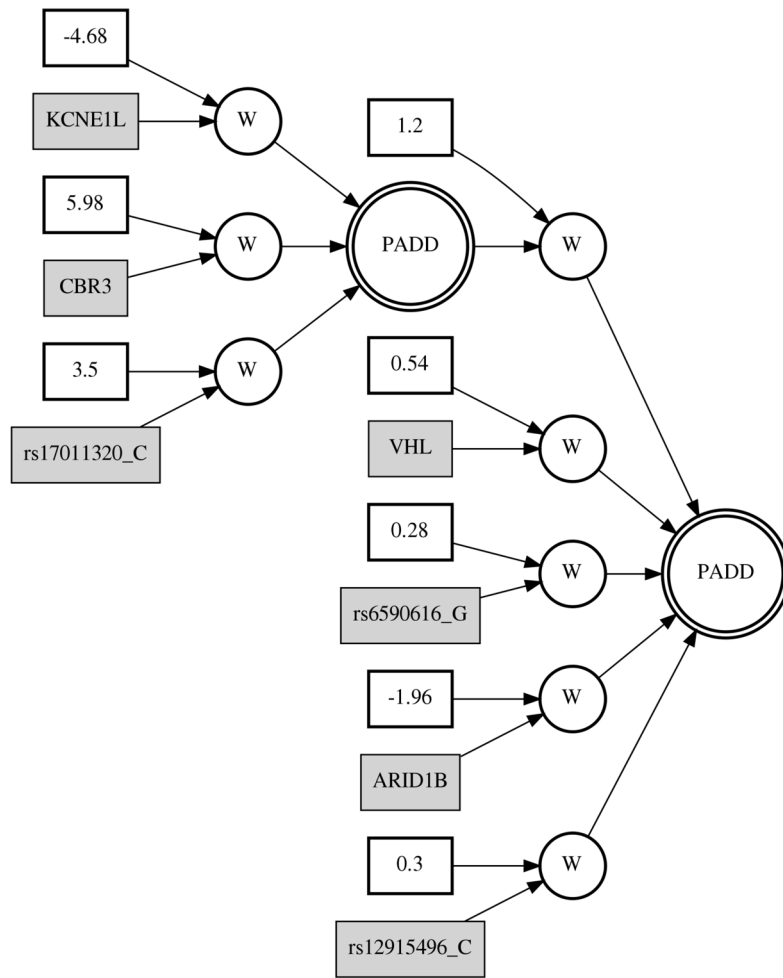 -4.68
KCNE1L
W
5.98
CBR3
W
3.5
rs17011320_C
W
PADD
1.2
W
0.54
VHL
W
0.28
rs6590616_G
W
-1.96
ARID1B
W
0.3
rs12915496_C
W
PADD